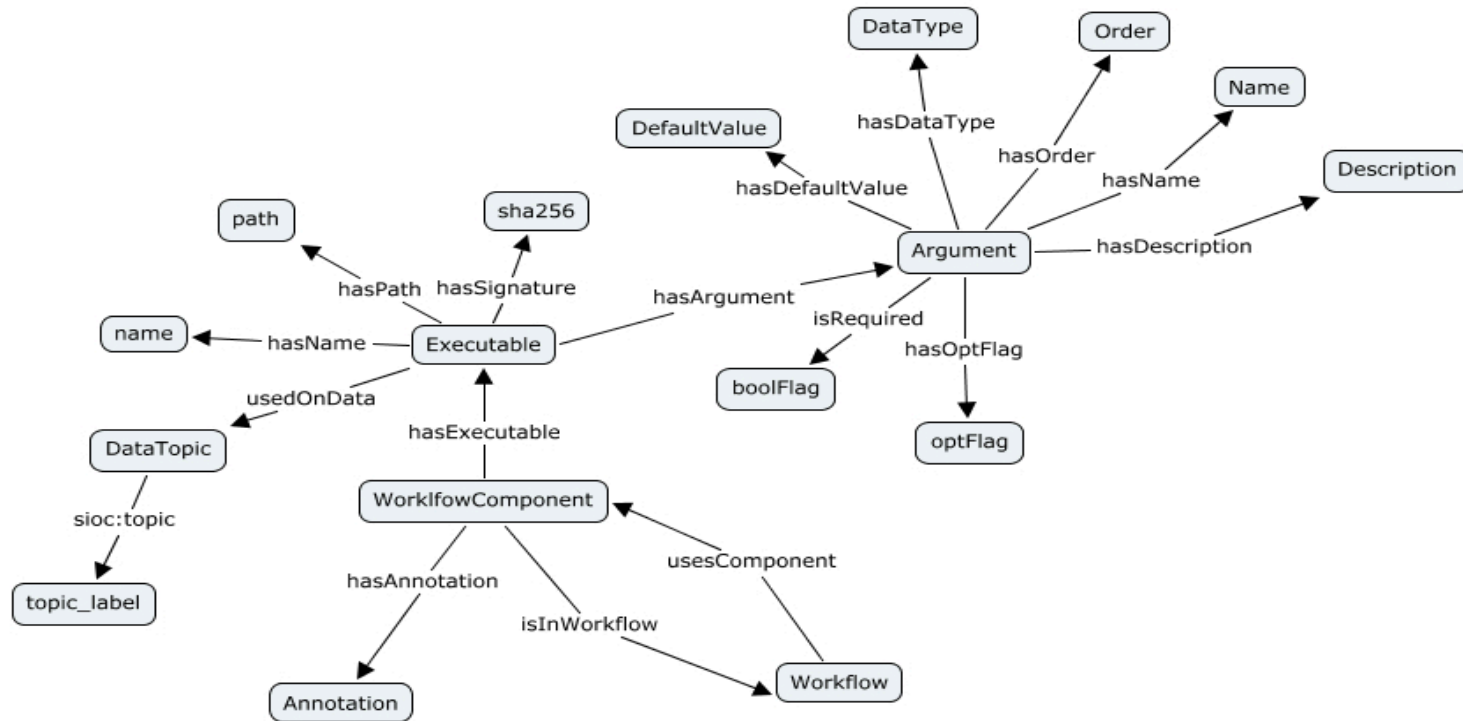 DataType
Order
Name
DefaultValue
hasDataType
hasOrder
Description
hasName
hasDefaultValue
sha256
path
Argument
hasDescription
hasPath
hasSignature
hasArgument
isRequired
name
hasName
Executable
hasOptFlag
boolFlag
usedOnData
hasExecutable
optFlag
DataTopic
WorklfowComponent
sioc:topic
usesComponent
hasAnnotation
topic_label
isInWorkflow
Workflow
Annotation